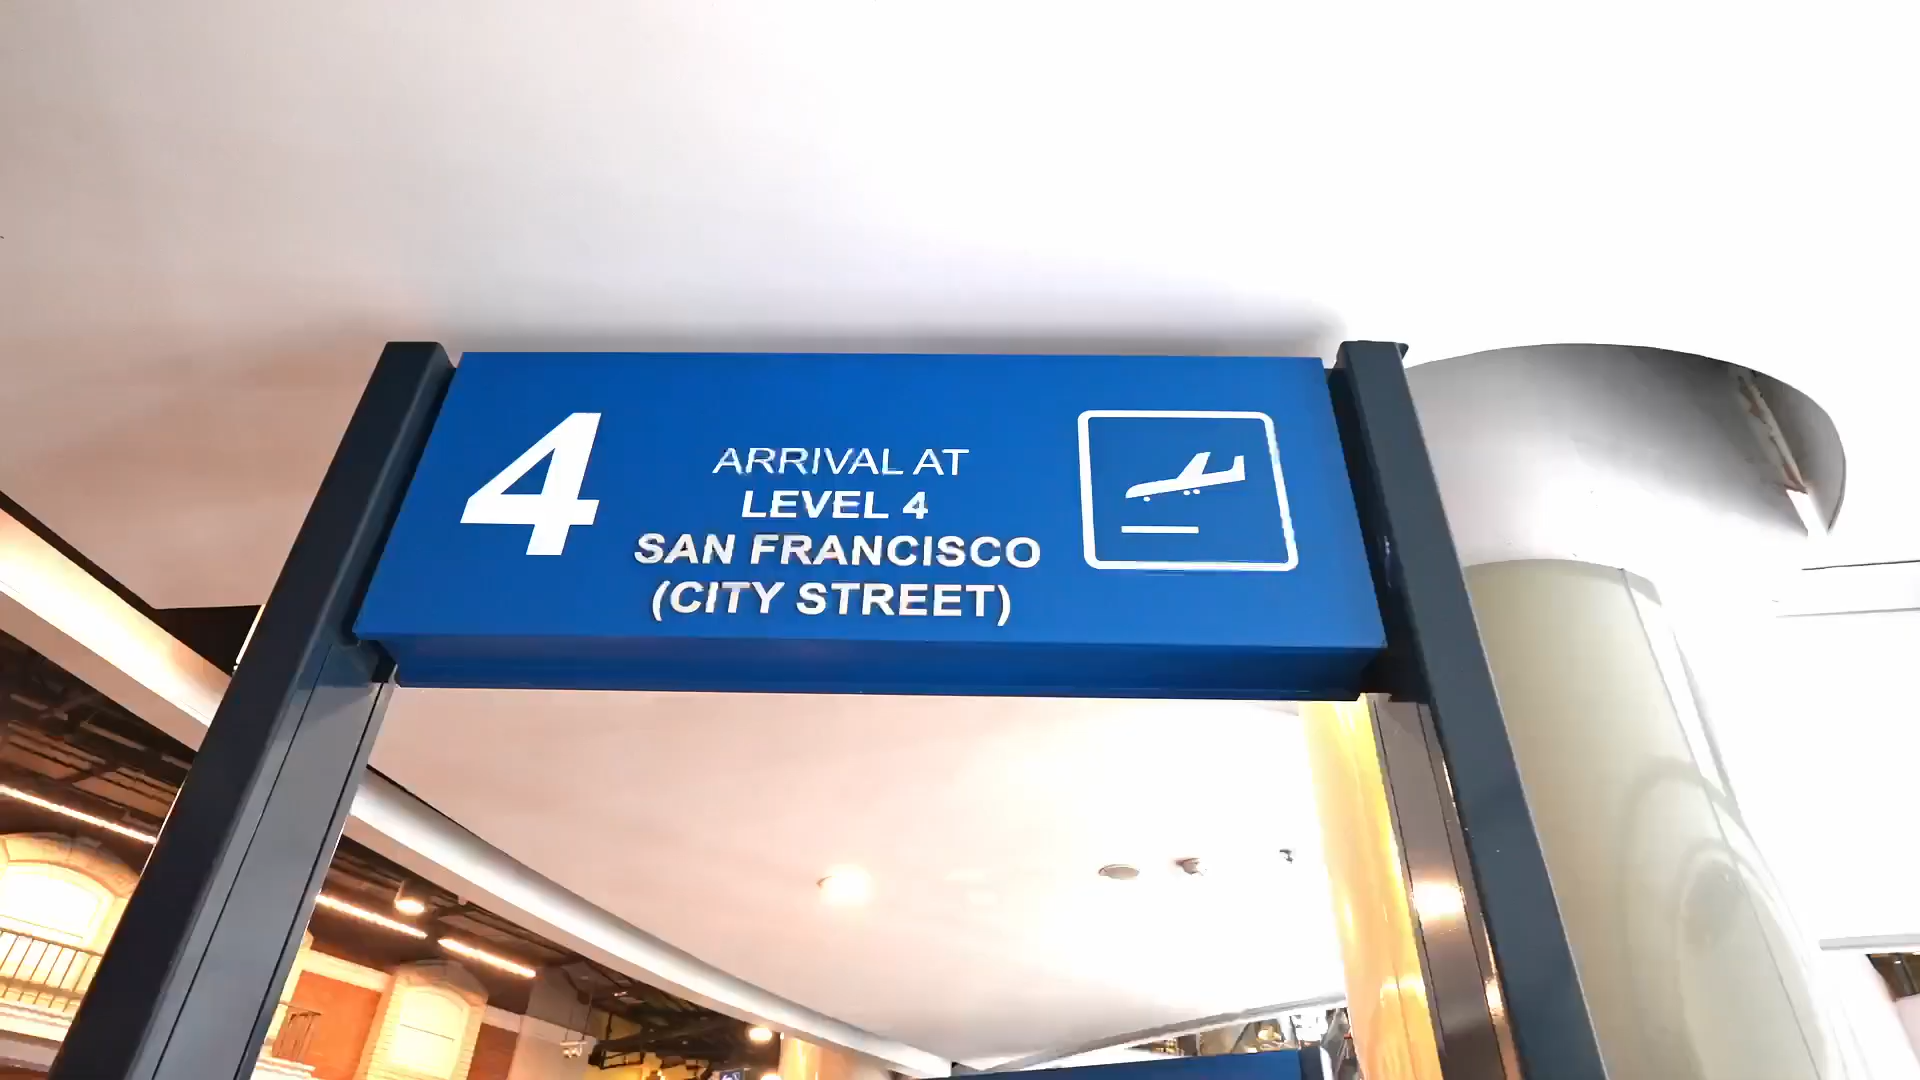 4
ARRIVAL AT
LEVEL 4
SAN FRANCISCO
(CITY STREET)